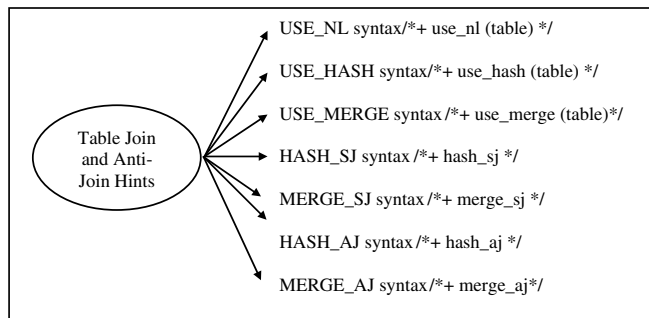 USE_NL syntax/*+ use_nl (table) */
USE_HASH syntax/*+ use_hash (table) */
USE_MERGE syntax/*+ use_merge (table)*/
Table Join
and Anti-
Join Hints
HASH_SJ syntax /*+ hash_sj */
MERGE_SJ syntax /*+ merge_sj */
HASH_AJ syntax /*+ hash_aj */
MERGE_AJ syntax /*+ merge_aj*/